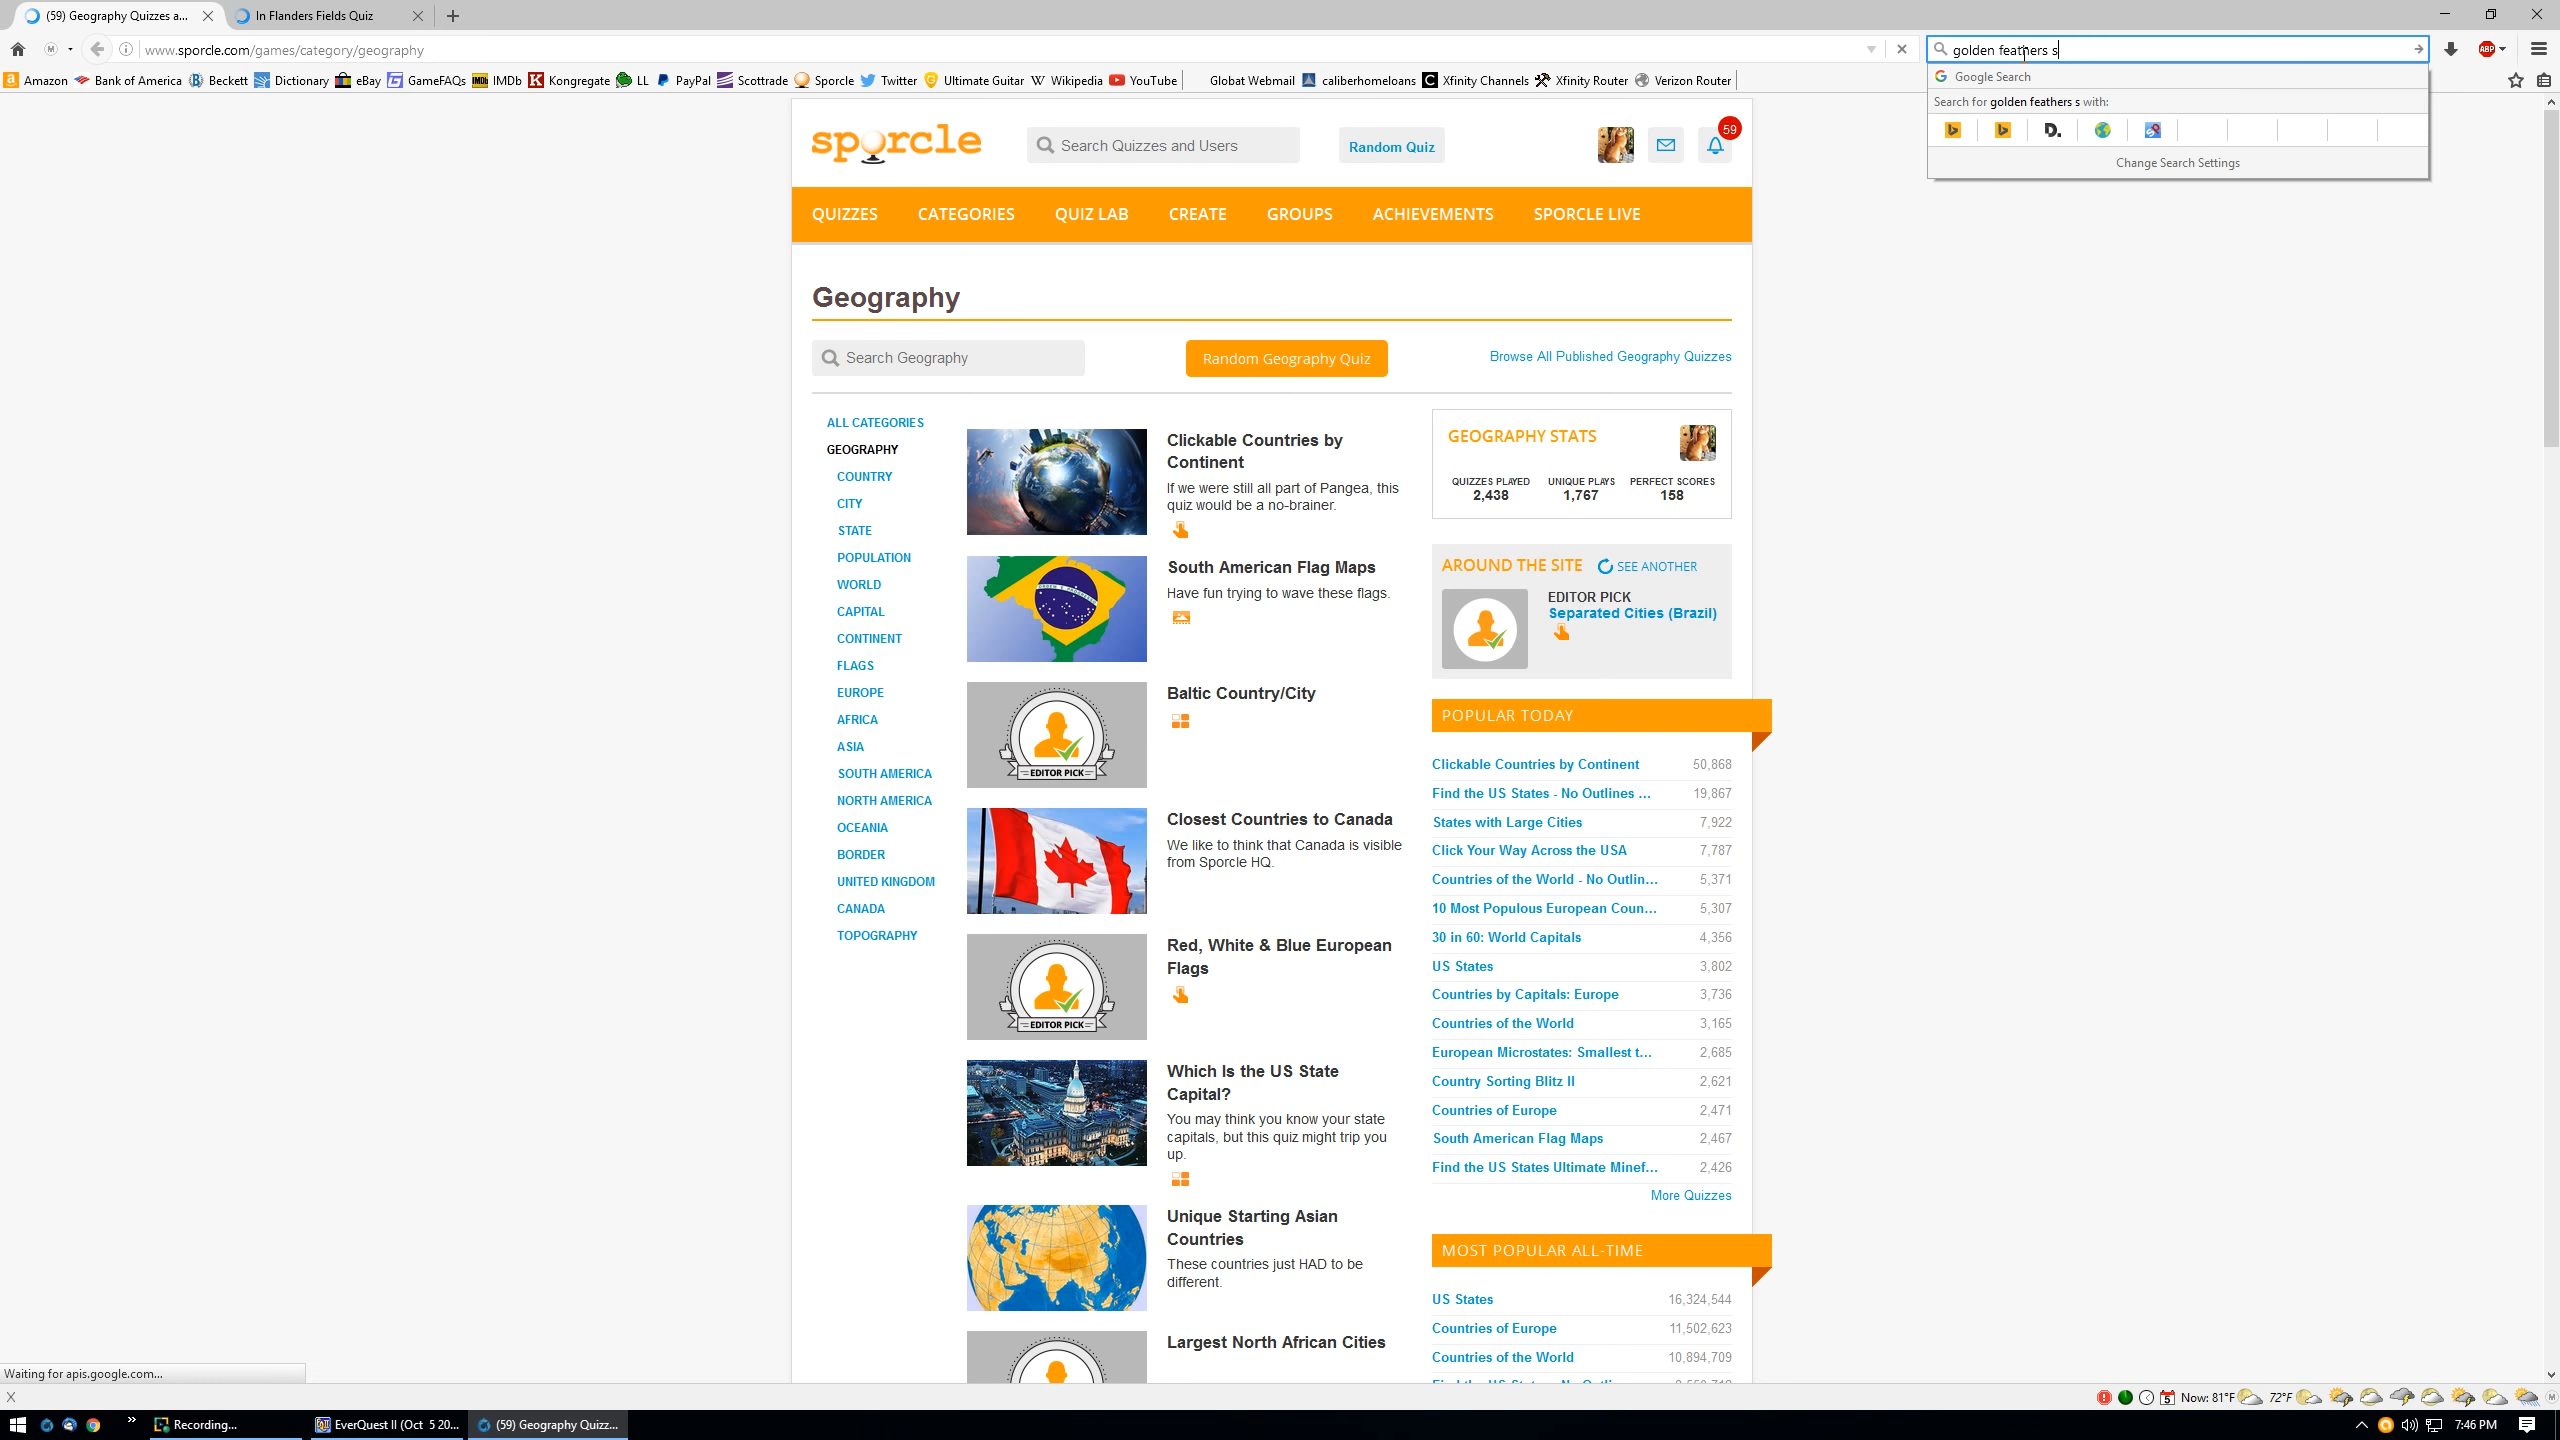 (59) Geography Quizzes a...
In Flanders Fields Quiz
www.sporcle.com/games/category/geography
golden feathers s
Amazon
Bank of America
Beckett
Dictionary
eBay
GameFAQs
IMDb
Kongregate
LL
PayPal
Scottrade
Sporcle
Twitter
Ultimate Guitar
Wikipedia
YouTube
Globat Webmail
caliberhomeloans
Xfinity Channels
Xfinity Router
Verizon Router
Google Search
Search for golden feathers s with:
Change Search Settings
sporcle
Search Quizzes and Users
Random Quiz
59
QUIZZES
CATEGORIES
QUIZ LAB
CREATE
GROUPS
ACHIEVEMENTS
SPORCLE LIVE
Geography
Search Geography
Random Geography Quiz
Browse All Published Geography Quizzes
ALL CATEGORIES
GEOGRAPHY
COUNTRY
CITY
STATE
POPULATION
WORLD
CAPITAL
CONTINENT
FLAGS
EUROPE
AFRICA
ASIA
SOUTH AMERICA
NORTH AMERICA
OCEANIA
BORDER
UNITED KINGDOM
CANADA
TOPOGRAPHY
Clickable Countries by
Continent
If we were still all part of Pangea, this
quiz would be a no-brainer.
South American Flag Maps
Have fun trying to wave these flags.
EDITOR PICK
Baltic Country/City
Closest Countries to Canada
We like to think that Canada is visible
from Sporcle HQ.
EDITOR PICK
Red, White & Blue European
Flags
Which Is the US State
Capital?
You may think you know your state
capitals, but this quiz might trip you
up.
Unique Starting Asian
Countries
These countries just HAD to be
different.
Largest North African Cities
GEOGRAPHY STATS
QUIZZES PLAYED
2,438
UNIQUE PLAYS
1,767
PERFECT SCORES
158
AROUND THE SITE
SEE ANOTHER
EDITOR PICK
Separated Cities (Brazil)
POPULAR TODAY
Clickable Countries by Continent 50,868
Find the US States - No Outlines ... 19,867
States with Large Cities 7,922
Click Your Way Across the USA 7,787
Countries of the World - No Outlin... 5,371
10 Most Populous European Coun... 5,307
30 in 60: World Capitals 4,356
US States 3,802
Countries by Capitals: Europe 3,736
Countries of the World 3,165
European Microstates: Smallest t... 2,685
Country Sorting Blitz II 2,621
Countries of Europe 2,471
South American Flag Maps 2,467
Find the US States Ultimate Minef... 2,426
More Quizzes
MOST POPULAR ALL-TIME
US States 16,324,544
Countries of Europe 11,502,623
Countries of the World 10,894,709
Waiting for apis.google.com...
Now: 81°F
72°F
Recording...
EverQuest II (Oct 5 20...
(59) Geography Quizz...
7:46 PM